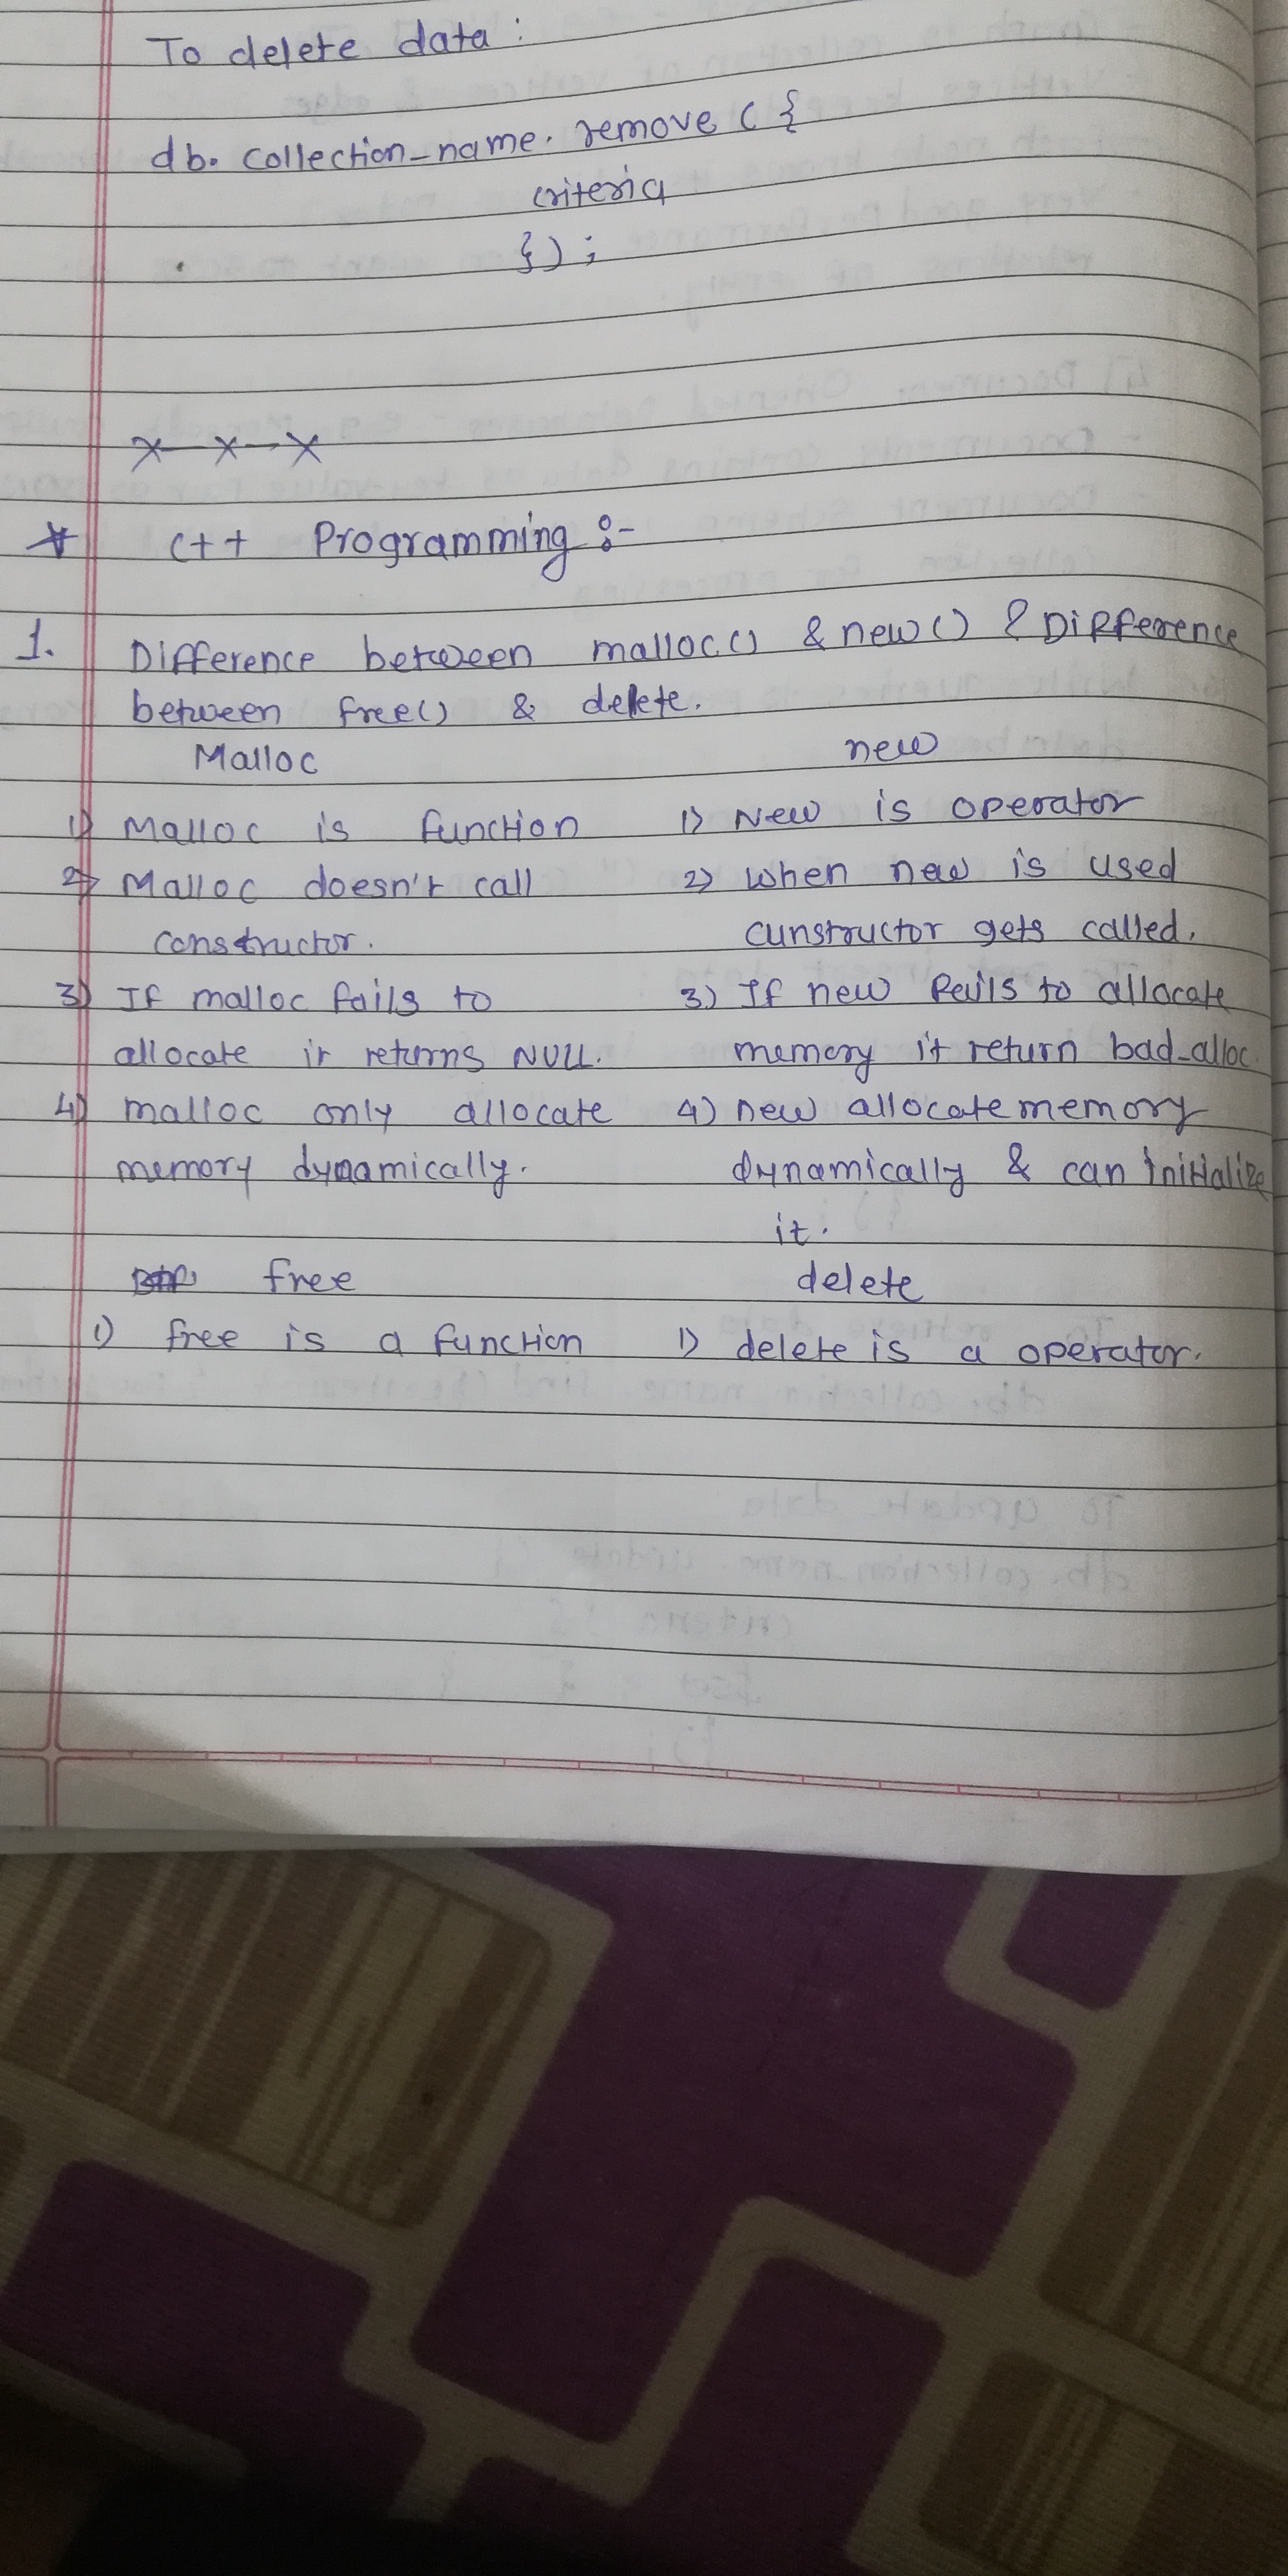 To delete data :
db. collection_name. remove ( {
criteria
} ) ;
x—x—x
* C++ Programming :-
1. Difference between malloc() & new() ? Difference
between free() & delete.
Malloc new
1) Malloc is function 1) New is operator
2) Malloc doesn't call 2) When new is used
constructor. cunstructor gets called.
3) If malloc fails to 3) If new fails to allocate
allocate it returns NULL. memory it return bad_alloc.
4) malloc only allocate 4) new allocate memory
memory dynamically. dynamically & can initialize
it.
free delete
1) free is a function 1) delete is a operator.